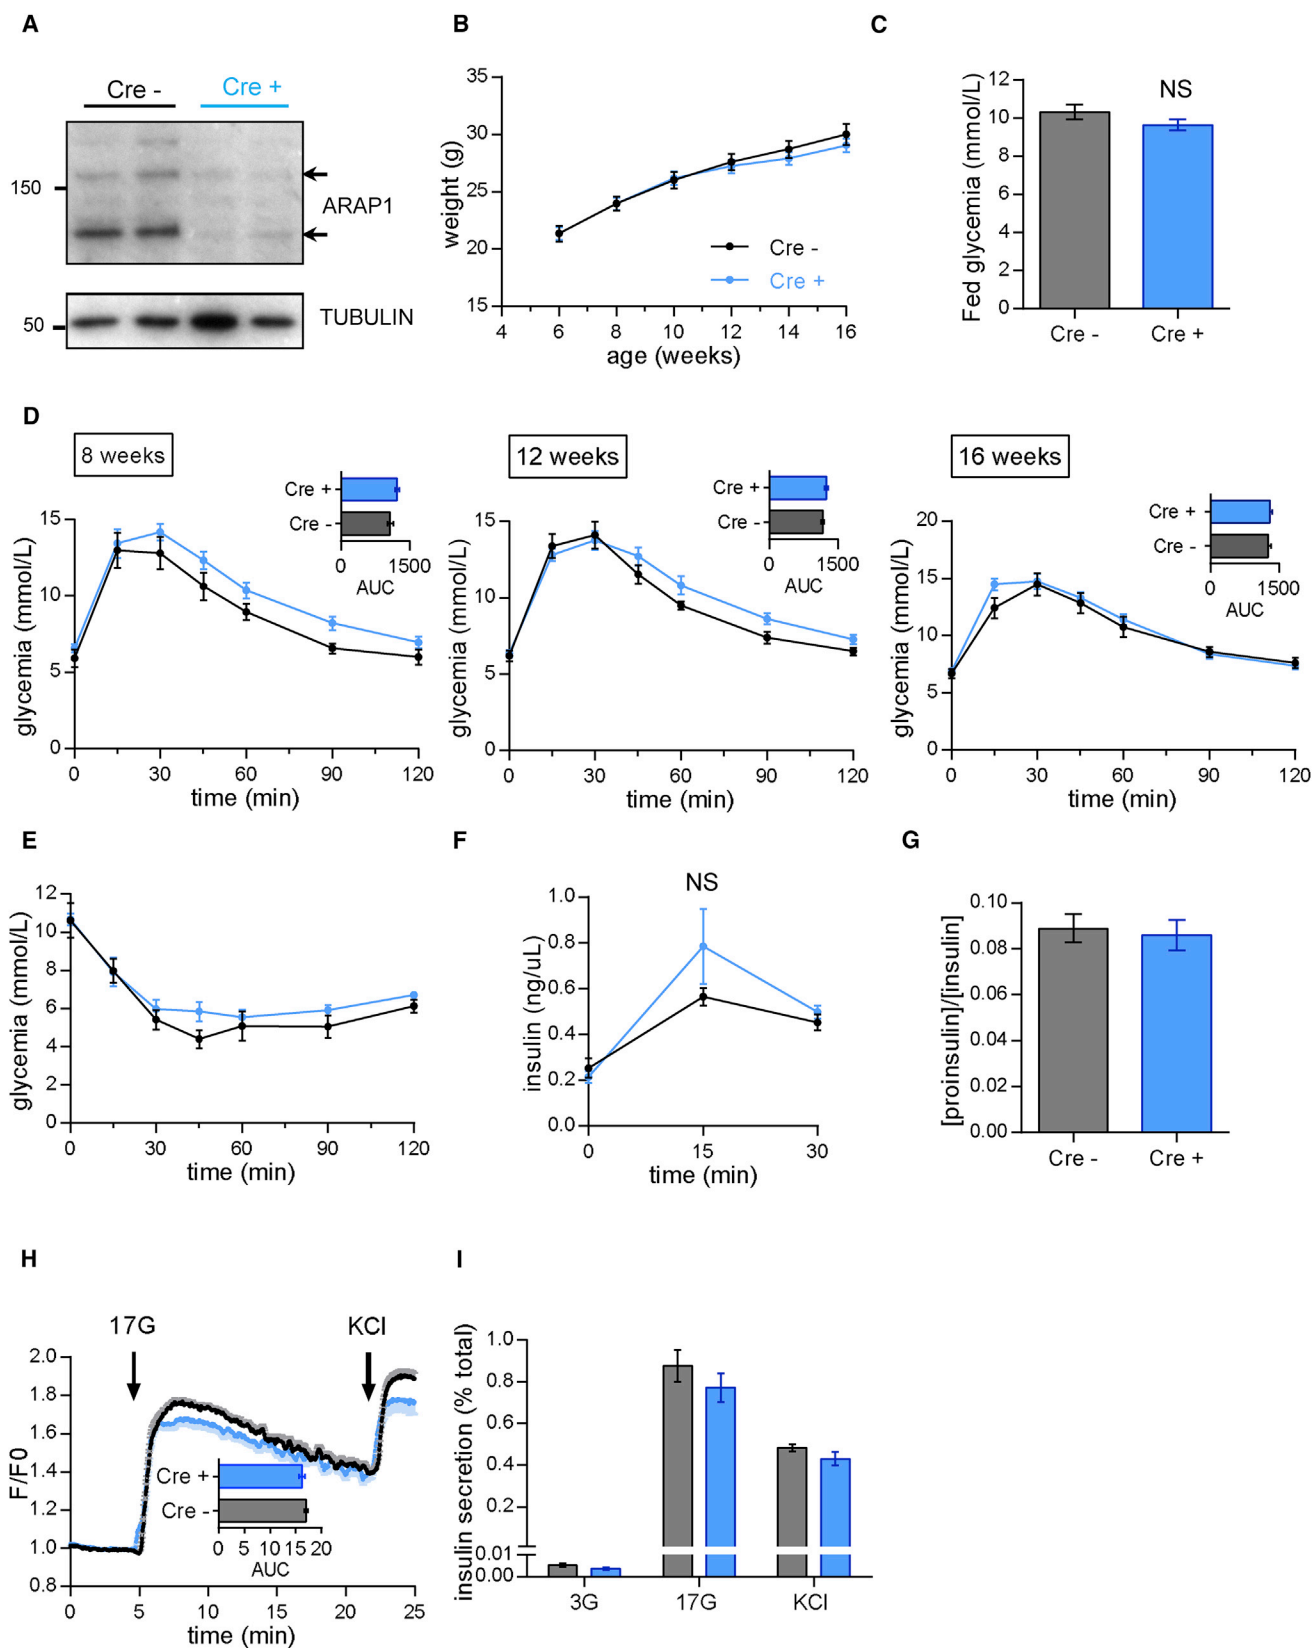 A
Cre - Cre +
150
ARAP1
50
TUBULIN
B
35
30
25
20
15
weight (g)
Cre -
Cre +
4 6 8 10 12 14 16
age (weeks)
C
12
10
8
6
4
2
0
Fed glycemia (mmol/L)
NS
Cre - Cre +
D
8 weeks
Cre +
Cre -
0 1500
AUC
15
10
5
0
glycemia (mmol/L)
0 30 60 90 120
time (min)
12 weeks
Cre +
Cre -
0 1500
AUC
15
10
5
0
glycemia (mmol/L)
0 30 60 90 120
time (min)
16 weeks
Cre +
Cre -
0 1500
AUC
20
15
10
5
0
glycemia (mmol/L)
0 30 60 90 120
time (min)
E
12
10
8
6
4
2
0
glycemia (mmol/L)
0 30 60 90 120
time (min)
F
NS
1.0
0.8
0.6
0.4
0.2
0.0
insulin (ng/uL)
0 15 30
time (min)
G
0.10
0.08
0.06
0.04
0.02
0.00
[proinsulin]/[insulin]
Cre - Cre +
H
17G KCl
2.0
1.8
1.6
1.4
1.2
1.0
0.8
F/F0
Cre +
Cre -
0 5 10 15 20
AUC
0 5 10 15 20 25
time (min)
I
1.0
0.8
0.6
0.4
0.2
0.01
0.00
insulin secretion (% total)
3G 17G KCl